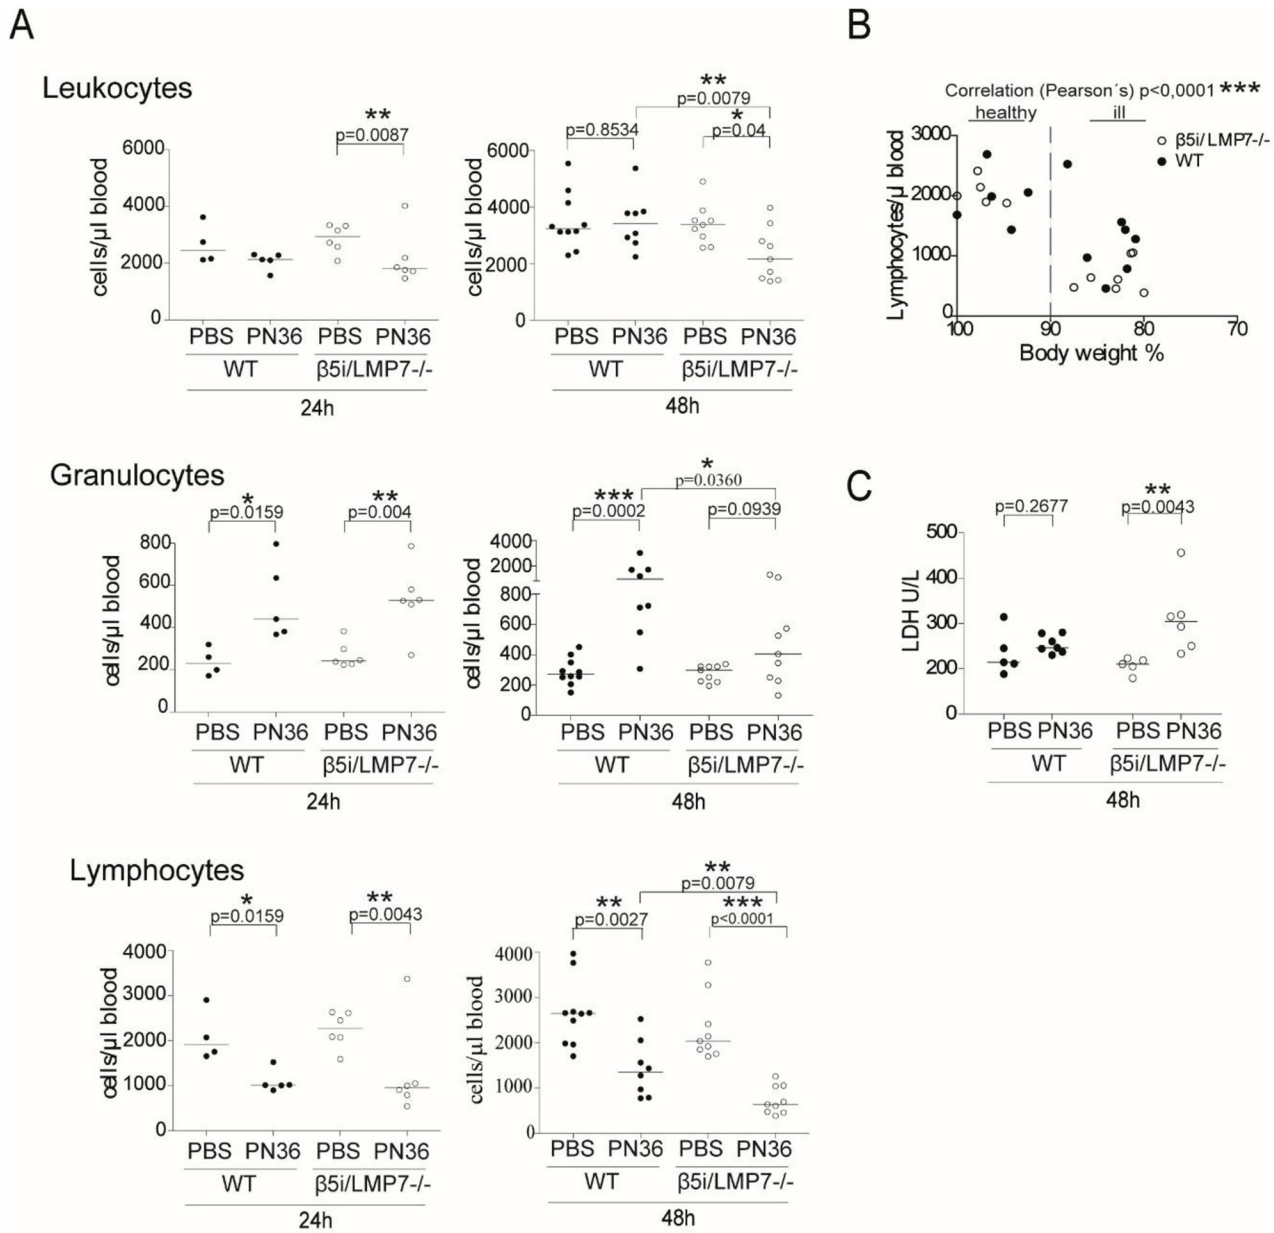 A
B
Leukocytes
**
p=0.0087
6000
4000
2000
0
cells/µl blood
PBS PN36 PBS PN36
WT β5i/LMP7-/-
24h
**
p=0.0079
*
p=0.8534 p=0.04
6000
4000
2000
0
cells/µl blood
PBS PN36 PBS PN36
WT β5i/LMP7-/-
48h
Correlation (Pearson´s) p<0,0001 ***
healthy ill
β5i/LMP7-/-
WT
3000
2000
1000
0
Lymphocytes/µl blood
100 90 80 70
Body weight %
Granulocytes
* **
p=0.0159 p=0.004
800
600
400
200
0
cells/µl blood
PBS PN36 PBS PN36
WT β5i/LMP7-/-
24h
*
p=0.0360
***
p=0.0002 p=0.0939
4000
2000
800
600
400
200
0
cells/µl blood
PBS PN36 PBS PN36
WT β5i/LMP7-/-
48h
C
**
p=0.2677 p=0.0043
500
400
300
200
0
LDH U/L
PBS PN36 PBS PN36
WT β5i/LMP7-/-
48h
Lymphocytes
* **
p=0.0159 p=0.0043
4000
3000
2000
1000
0
cells/µl blood
PBS PN36 PBS PN36
WT β5i/LMP7-/-
24h
**
p=0.0079
** ***
p=0.0027 p<0.0001
4000
3000
2000
1000
0
cells/µl blood
PBS PN36 PBS PN36
WT β5i/LMP7-/-
48h